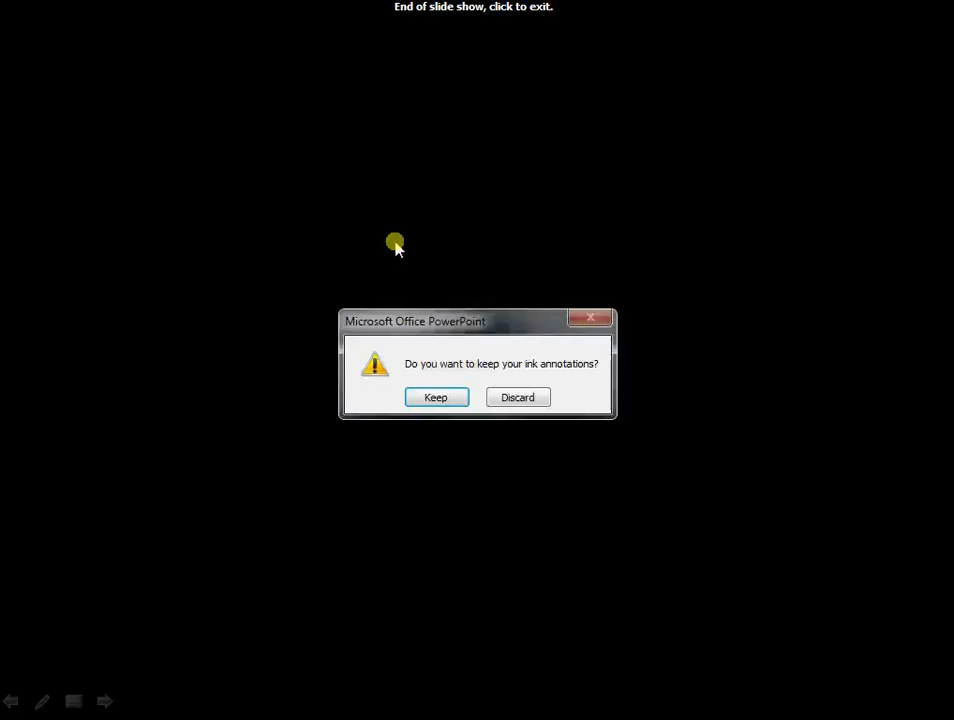 End of slide show, click to exit.
Microsoft Office PowerPoint
Do you want to keep your ink annotations?
Keep
Discard